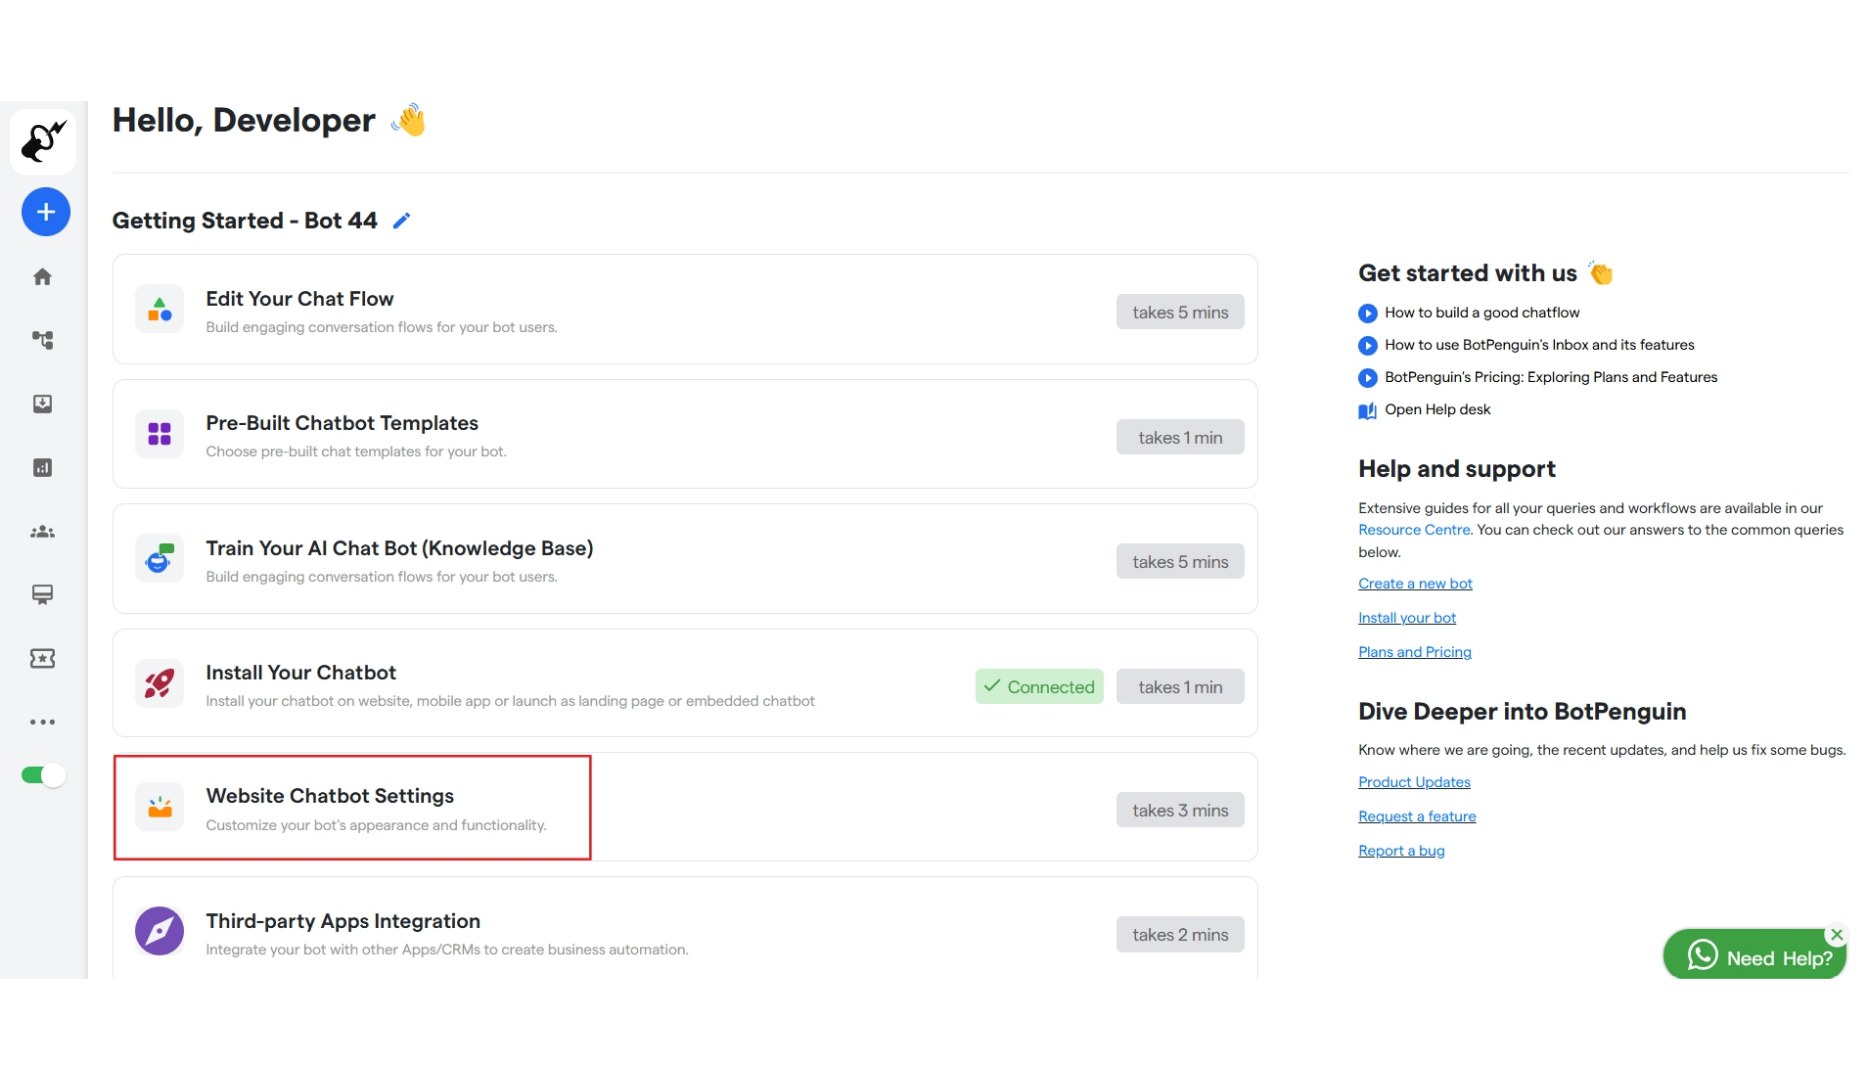 Hello, Developer
Getting Started - Bot 44
Edit Your Chat Flow
Build engaging conversation flows for your bot users.
takes 5 mins
Pre-Built Chatbot Templates
Choose pre-built chat templates for your bot.
takes 1 min
Train Your AI Chat Bot (Knowledge Base)
Build engaging conversation flows for your bot users.
takes 5 mins
Install Your Chatbot
Install your chatbot on website, mobile app or launch as landing page or embedded chatbot
Connected
takes 1 min
Website Chatbot Settings
Customize your bot's appearance and functionality.
takes 3 mins
Third-party Apps Integration
Integrate your bot with other Apps/CRMs to create business automation.
takes 2 mins
Get started with us
How to build a good chatflow
How to use BotPenguin's Inbox and its features
BotPenguin's Pricing: Exploring Plans and Features
Open Help desk
Help and support
Extensive guides for all your queries and workflows are available in our
Resource Centre. You can check out our answers to the common queries
below.
Create a new bot
Install your bot
Plans and Pricing
Dive Deeper into BotPenguin
Know where we are going, the recent updates, and help us fix some bugs.
Product Updates
Request a feature
Report a bug
Need Help?